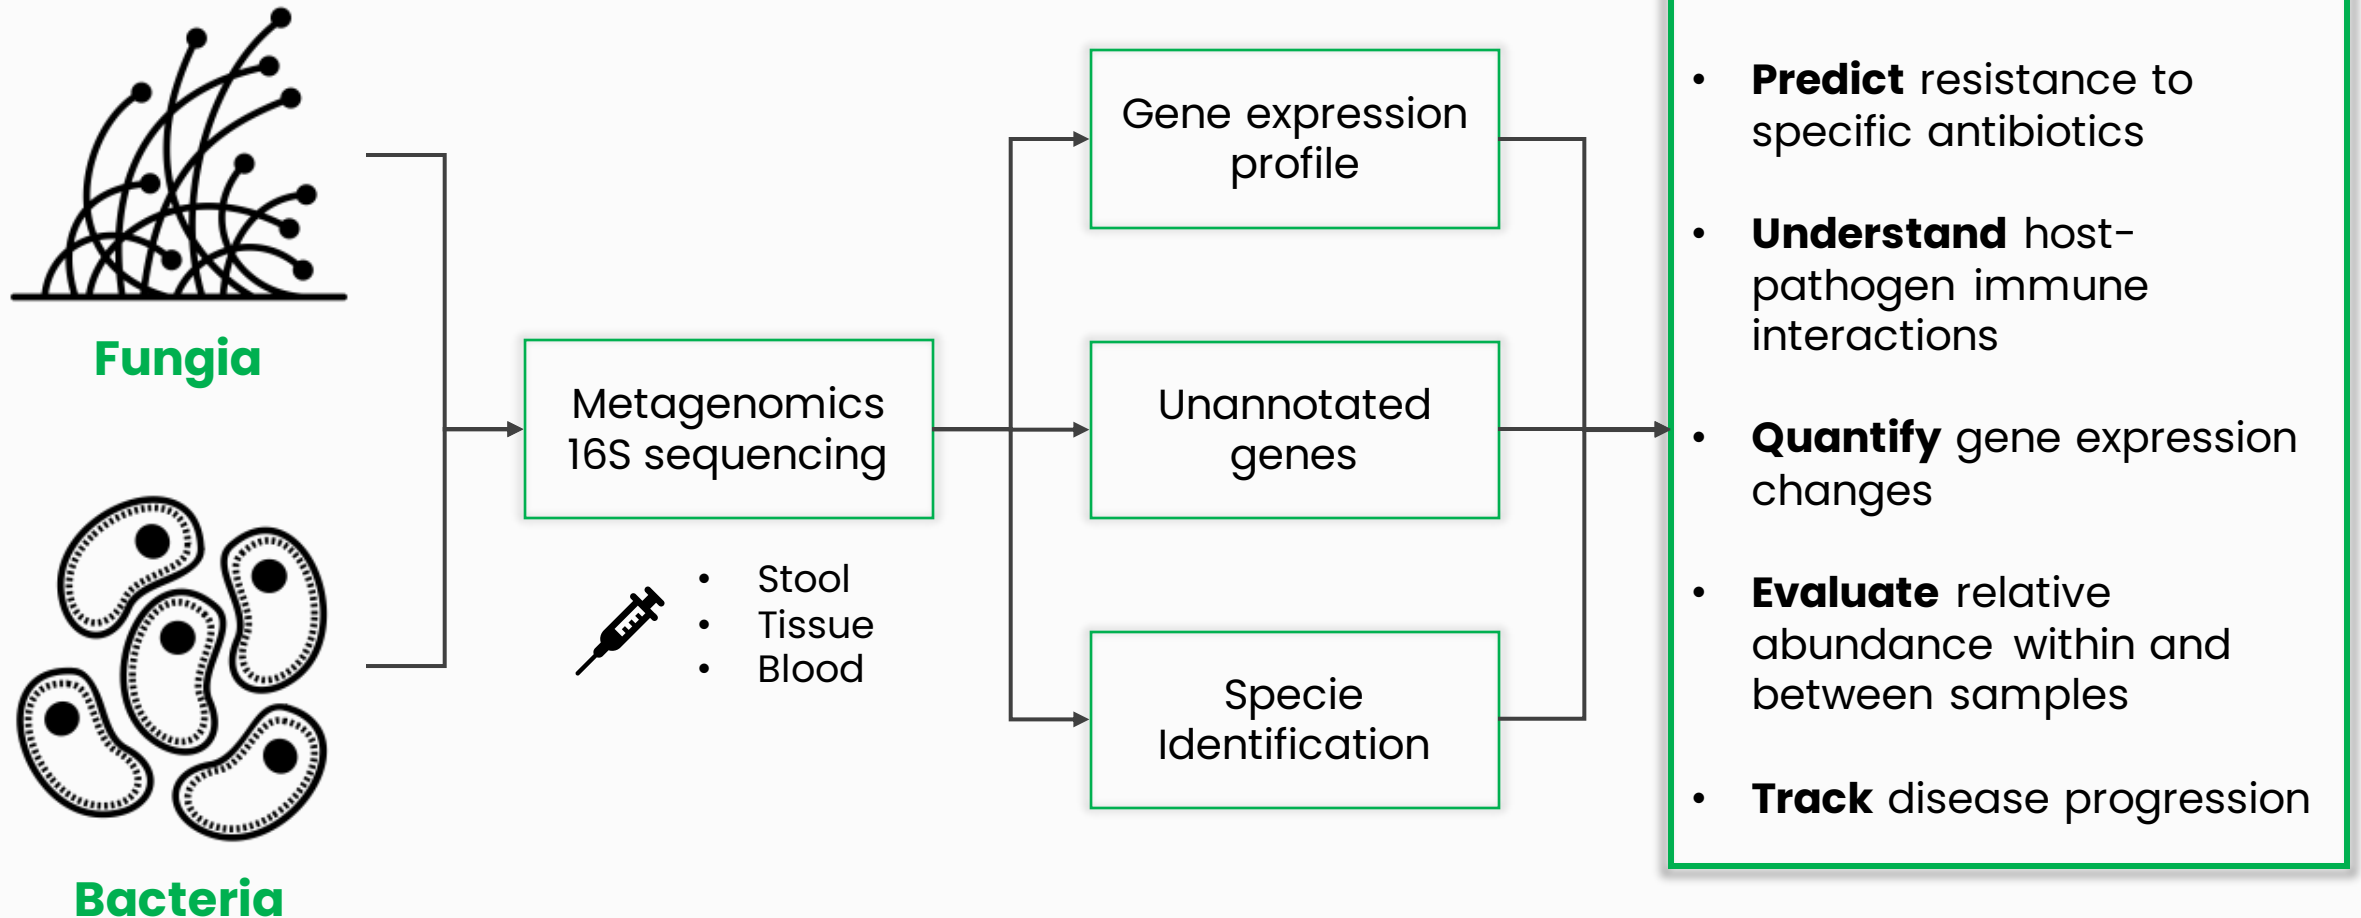 Fungia
Bacteria
Metagenomics
16S sequencing
• Stool
• Tissue
• Blood
Gene expression
profile
Unannotated
genes
Specie
Identification
• Predict resistance to
specific antibiotics
• Understand host-
pathogen immune
interactions
• Quantify gene expression
changes
• Evaluate relative
abundance within and
between samples
• Track disease progression